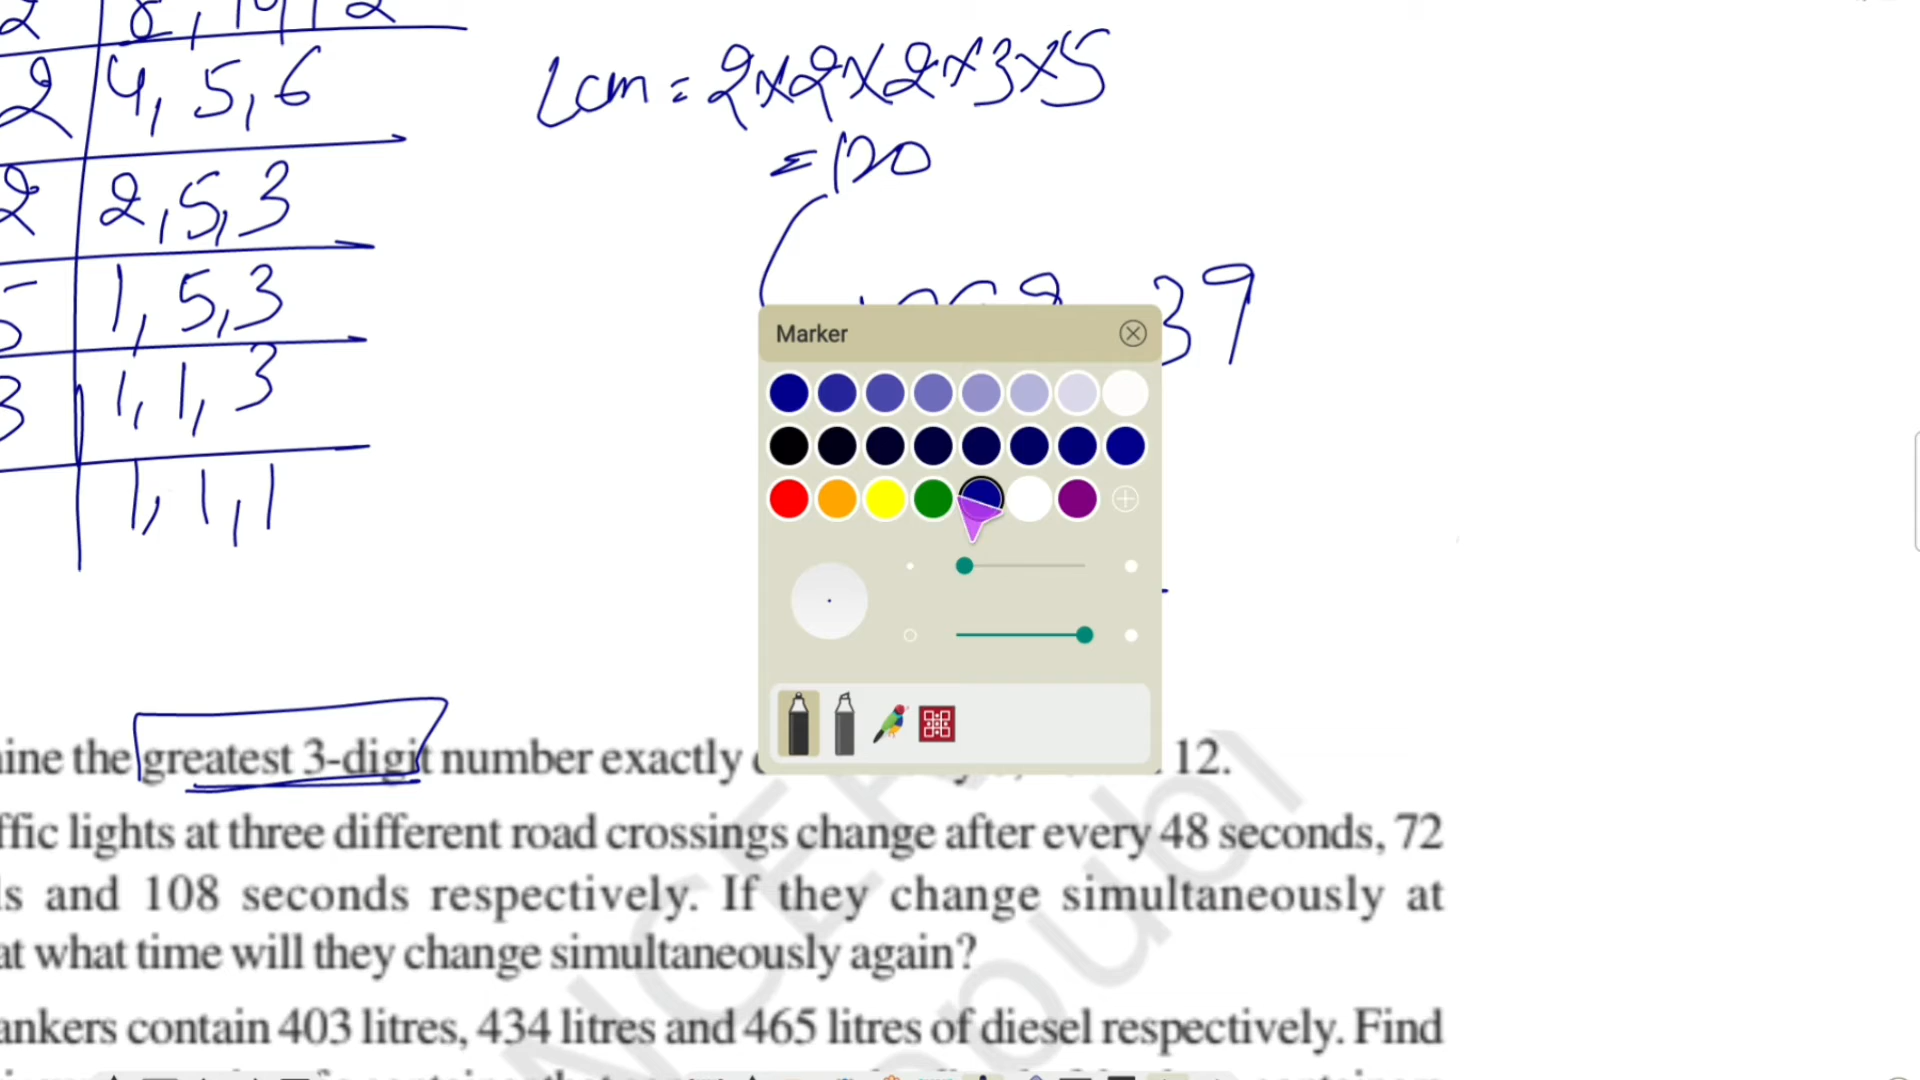 2 | 8, 10, 12
2 | 4, 5, 6
2 | 2, 5, 3
5 | 1, 5, 3
3 | 1, 1, 3
1, 1, 1
Lcm = 2×2×2×3×5
= 120
39
Marker
ine the greatest 3-digit number exactly 12.
ffic lights at three different road crossings change after every 48 seconds, 72
s and 108 seconds respectively. If they change simultaneously at
at what time will they change simultaneously again?
ankers contain 403 litres, 434 litres and 465 litres of diesel respectively. Find